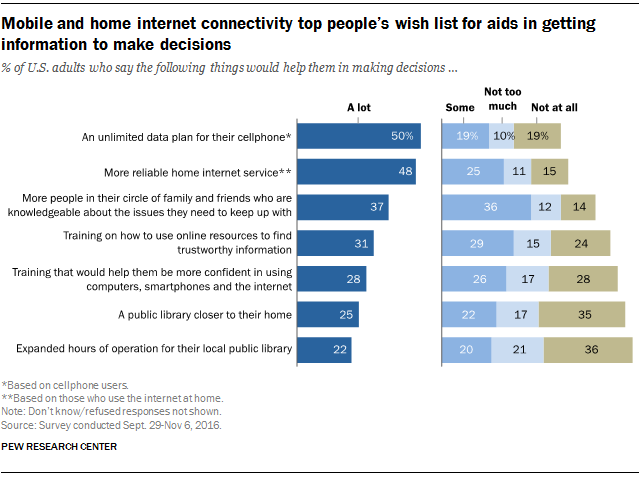 Mobile and home internet connectivity top people's wish list for aids in getting
information to make decisions
% of U.S. adults who say the following things would help them in making decisions ...
A lot
Some
Not too
much
Not at all
An unlimited data plan for their cellphone*
50%
19%
10%
19%
More reliable home internet service**
48
25
11
15
More people in their circle of family and friends who are
knowledgeable about the issues they need to keep up with
37
36
12
14
Training on how to use online resources to find
trustworthy information
31
29
15
24
Training that would help them be more confident in using
computers, smartphones and the internet
28
26
17
28
A public library closer to their home
25
22
17
35
Expanded hours of operation for their local public library
22
20
21
36
*Based on cellphone users.
**Based on those who use the internet at home.
Note: Don't know/refused responses not shown.
Source: Survey conducted Sept. 29-Nov 6, 2016.
PEW RESEARCH CENTER